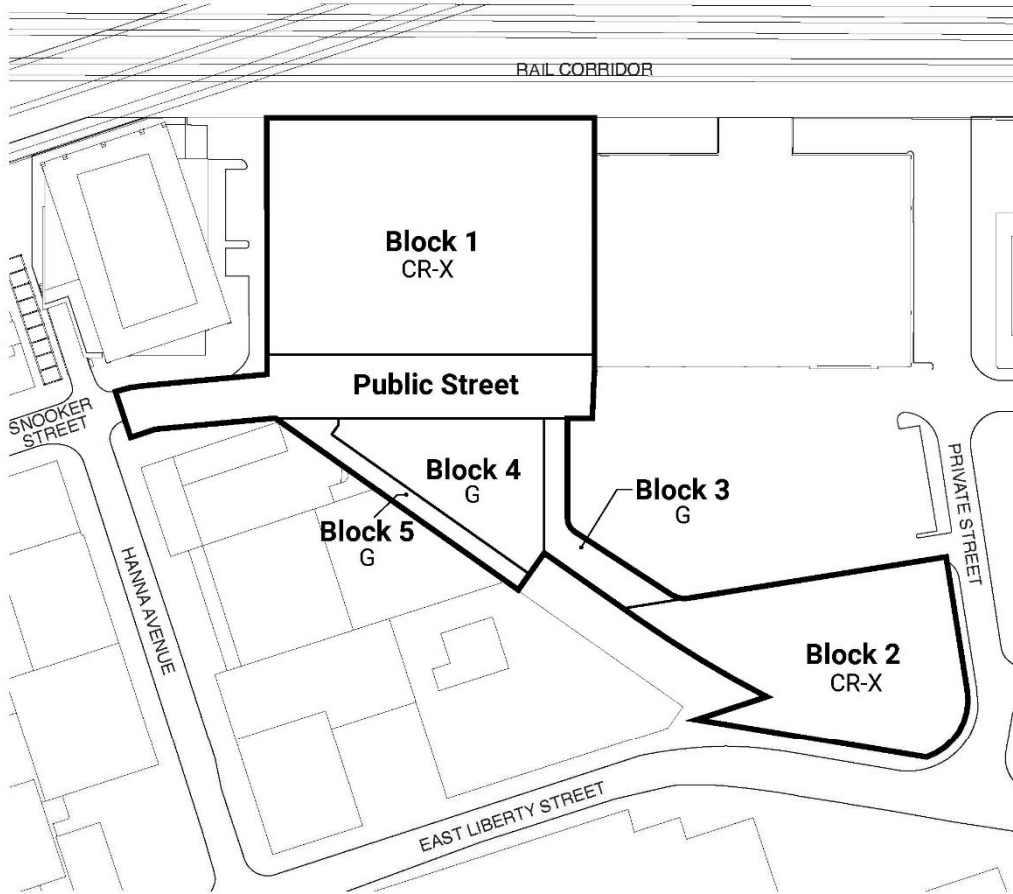 RAIL CORRIDOR
Block 1
CR-X
Public Street
SNOOKER
STREET
Block 4
G
Block 3
G
Block 5
G
PRIVATE STREET
HANNA AVENUE
Block 2
CR-X
EAST LIBERTY STREET